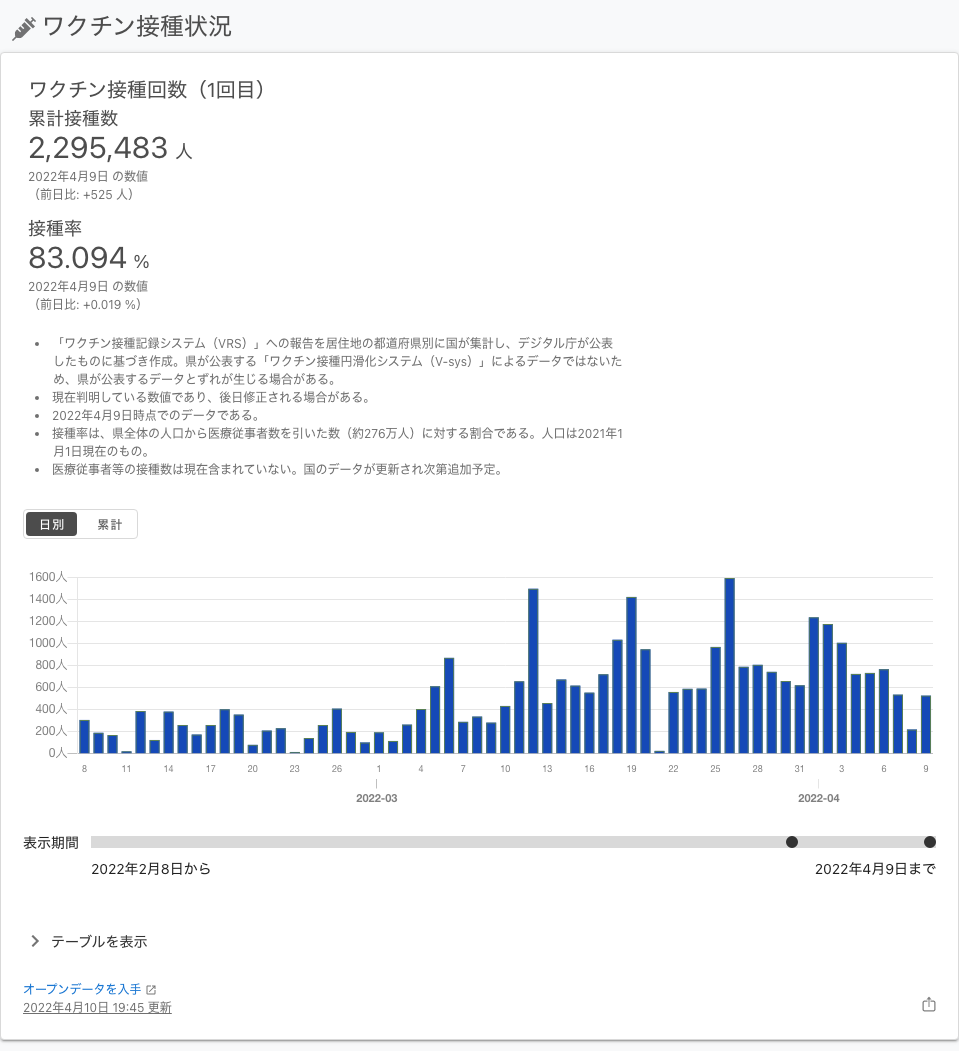 ワクチン接種状況
ワクチン接種回数（1回目）
累計接種数
2,295,483 人
2022年4月9日 の数値
（前日比: +525 人）
接種率
83.094 %
2022年4月9日 の数値
（前日比: +0.019 %）
「ワクチン接種記録システム（VRS）」への報告を居住地の都道府県別に国が集計し、デジタル庁が公表
したものに基づき作成。県が公表する「ワクチン接種円滑化システム（V-sys）」によるデータではないた
め、県が公表するデータとずれが生じる場合がある。
現在判明している数値であり、後日修正される場合がある。
2022年4月9日時点でのデータである。
接種率は、県全体の人口から医療従事者数を引いた数（約276万人）に対する割合である。人口は2021年1
月1日現在のもの。
医療従事者等の接種数は現在含まれていない。国のデータが更新され次第追加予定。
日別 累計
1600人
1400人
1200人
1000人
800人
600人
400人
200人
0人
8 11 14 17 20 23 26 1 4 7 10 13 16 19 22 25 28 31 3 6 9
2022-03 2022-04
表示期間
2022年2月8日から 2022年4月9日まで
テーブルを表示
オープンデータを入手
2022年4月10日 19:45 更新